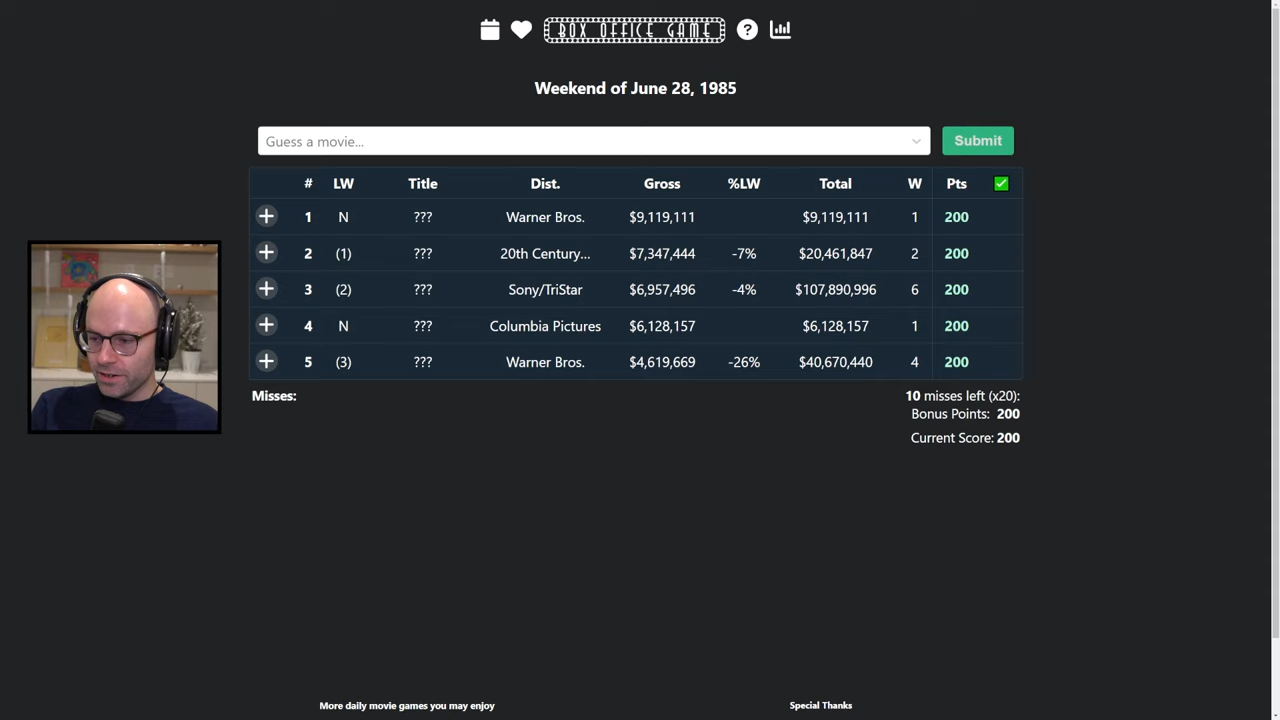 BOX OFFICE GAME ?
Weekend of June 28, 1985
Guess a movie... Submit
# LW Title Dist. Gross %LW Total W Pts
1 N ??? Warner Bros. $9,119,111 $9,119,111 1 200
2 (1) ??? 20th Century... $7,347,444 -7% $20,461,847 2 200
3 (2) ??? Sony/TriStar $6,957,496 -4% $107,890,996 6 200
4 N ??? Columbia Pictures $6,128,157 $6,128,157 1 200
5 (3) ??? Warner Bros. $4,619,669 -26% $40,670,440 4 200
Misses: 10 misses left (x20):
Bonus Points: 200
Current Score: 200
More daily movie games you may enjoy Special Thanks